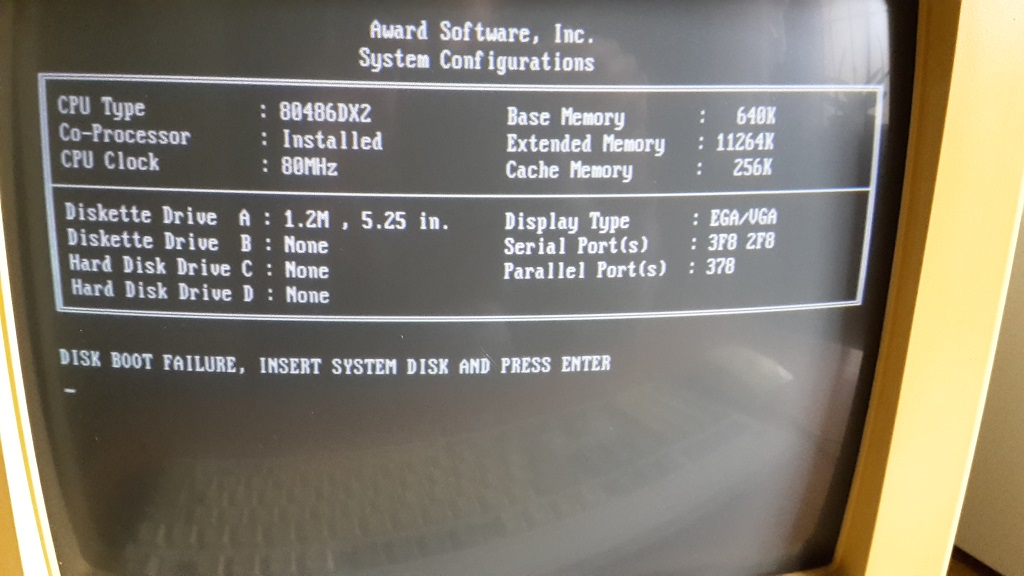 Award Software, Inc.
System Configurations
CPU Type : 80486DX2 Base Memory : 640K
Co-Processor : Installed Extended Memory : 11264K
CPU Clock : 80MHz Cache Memory : 256K
Diskette Drive A : 1.2M , 5.25 in. Display Type : EGA/VGA
Diskette Drive B : None Serial Port(s) : 3F8 2F8
Hard Disk Drive C : None Parallel Port(s) : 378
Hard Disk Drive D : None
DISK BOOT FAILURE, INSERT SYSTEM DISK AND PRESS ENTER
_